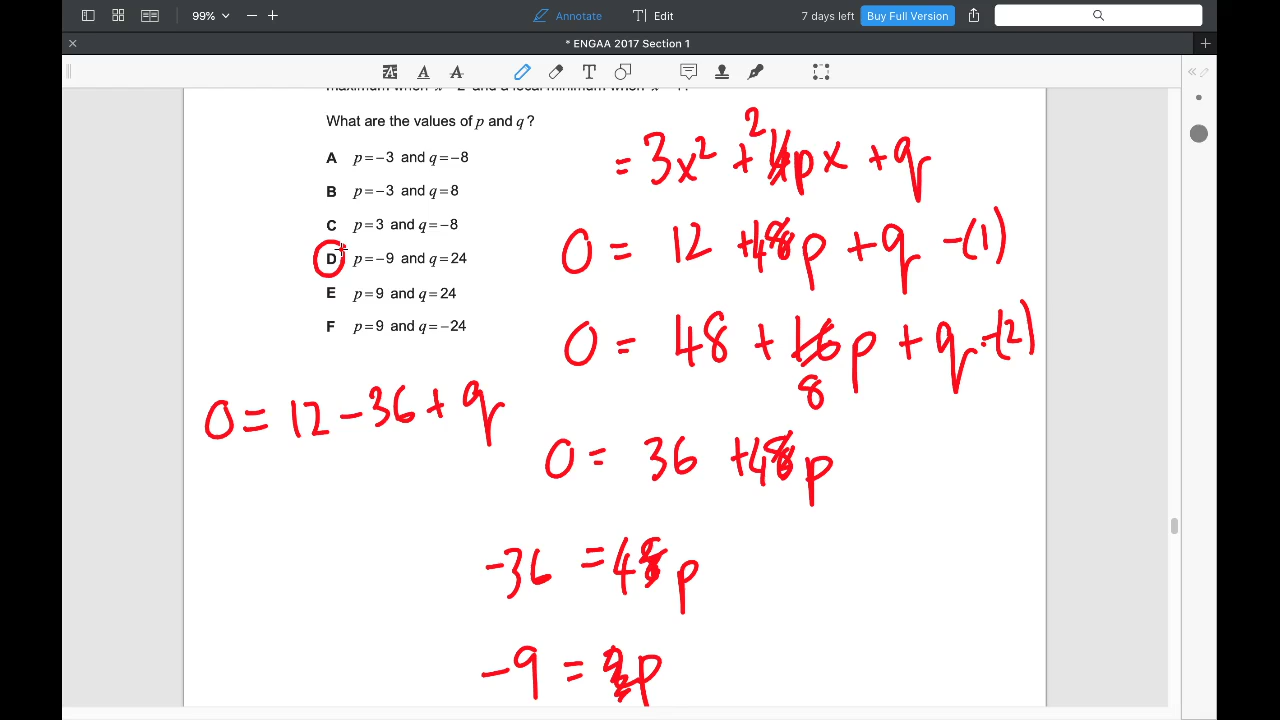 99%
Annotate
Edit
7 days left
Buy Full Version
* ENGAA 2017 Section 1
What are the values of p and q ?
A p = −3 and q = −8
B p = −3 and q = 8
C p = 3 and q = −8
D p = −9 and q = 24
E p = 9 and q = 24
F p = 9 and q = −24
= 3x² + 2px + q
0 = 12 + 4p + q -(1)
0 = 48 + 8p + q -(2)
0 = 12 - 36 + q
0 = 36 + 4p
-36 = 4p
-9 = p